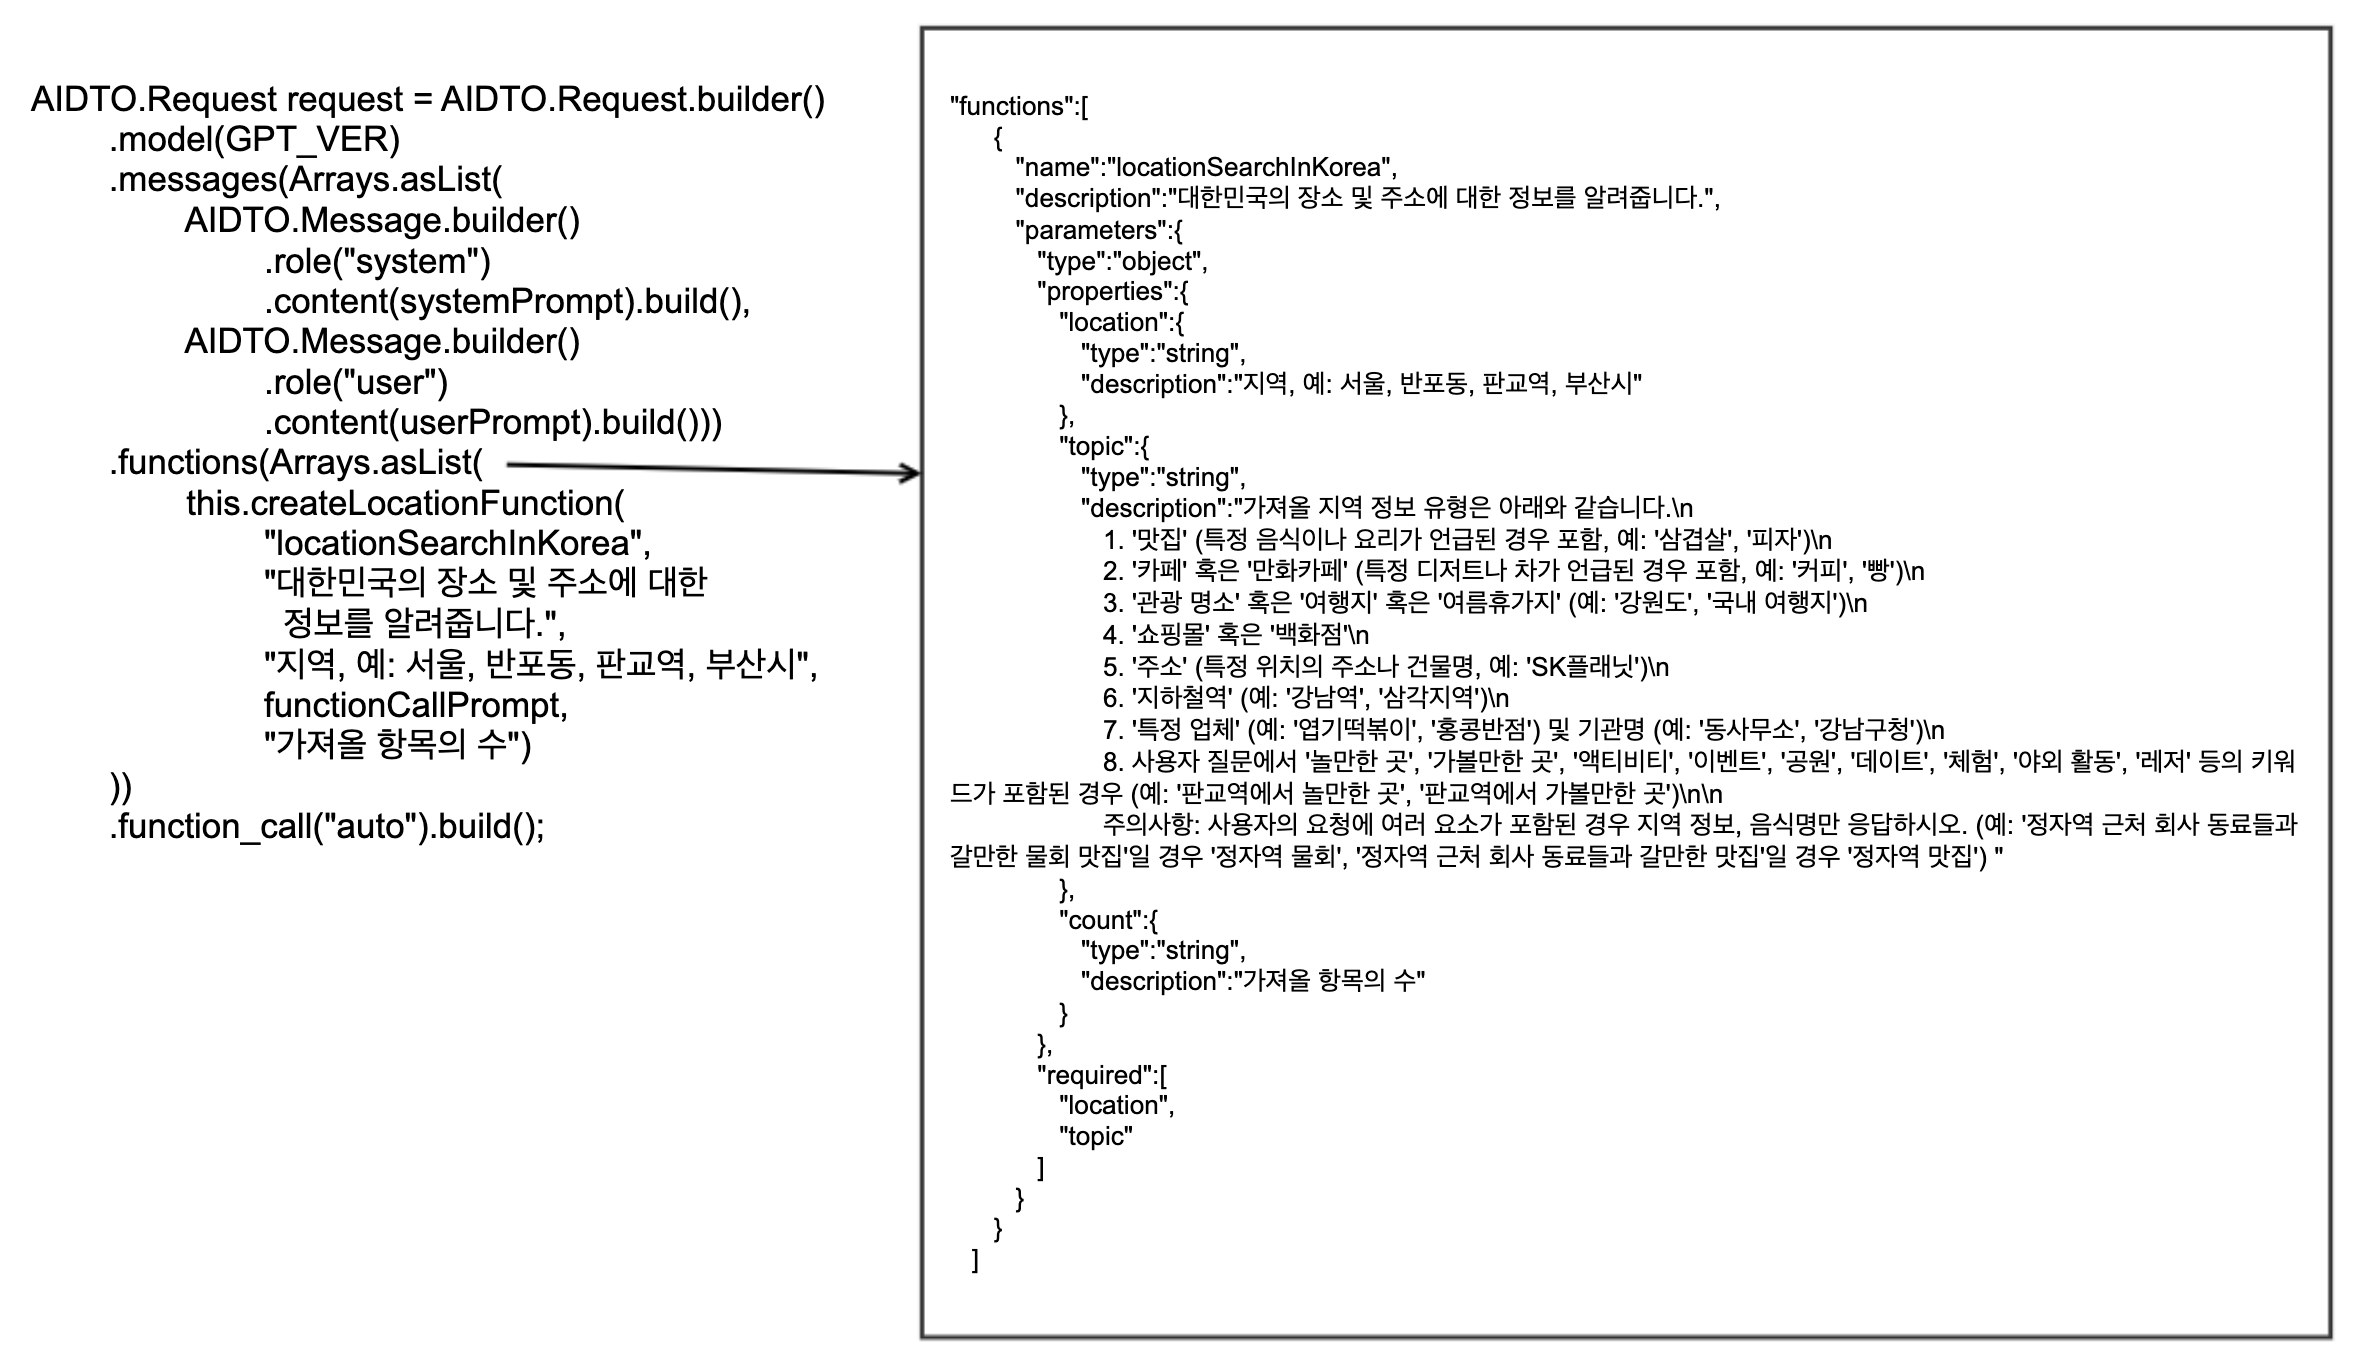 AIDTO.Request request = AIDTO.Request.builder()
.model(GPT_VER)
.messages(Arrays.asList(
AIDTO.Message.builder()
.role("system")
.content(systemPrompt).build(),
AIDTO.Message.builder()
.role("user")
.content(userPrompt).build()))
.functions(Arrays.asList(
this.createLocationFunction(
"locationSearchInKorea",
"대한민국의 장소 및 주소에 대한
정보를 알려줍니다.",
"지역, 예: 서울, 반포동, 판교역, 부산시",
functionCallPrompt,
"가져올 항목의 수")
))
.function_call("auto").build();
"functions":[
{
"name":"locationSearchInKorea",
"description":"대한민국의 장소 및 주소에 대한 정보를 알려줍니다.",
"parameters":{
"type":"object",
"properties":{
"location":{
"type":"string",
"description":"지역, 예: 서울, 반포동, 판교역, 부산시"
},
"topic":{
"type":"string",
"description":"가져올 지역 정보 유형은 아래와 같습니다.\n
1. '맛집' (특정 음식이나 요리가 언급된 경우 포함, 예: '삼겹살', '피자')\n
2. '카페' 혹은 '만화카페' (특정 디저트나 차가 언급된 경우 포함, 예: '커피', '빵')\n
3. '관광 명소' 혹은 '여행지' 혹은 '여름휴가지' (예: '강원도', '국내 여행지')\n
4. '쇼핑몰' 혹은 '백화점'\n
5. '주소' (특정 위치의 주소나 건물명, 예: 'SK플래닛')\n
6. '지하철역' (예: '강남역', '삼각지역')\n
7. '특정 업체' (예: '엽기떡볶이', '홍콩반점') 및 기관명 (예: '동사무소', '강남구청')\n
8. 사용자 질문에서 '놀만한 곳', '가볼만한 곳', '액티비티', '이벤트', '공원', '데이트', '체험', '야외 활동', '레저' 등의 키워
드가 포함된 경우 (예: '판교역에서 놀만한 곳', '판교역에서 가볼만한 곳')\n\n
주의사항: 사용자의 요청에 여러 요소가 포함된 경우 지역 정보, 음식명만 응답하시오. (예: '정자역 근처 회사 동료들과
갈만한 물회 맛집'일 경우 '정자역 물회', '정자역 근처 회사 동료들과 갈만한 맛집'일 경우 '정자역 맛집') "
},
"count":{
"type":"string",
"description":"가져올 항목의 수"
}
},
"required":[
"location",
"topic"
]
}
}
]